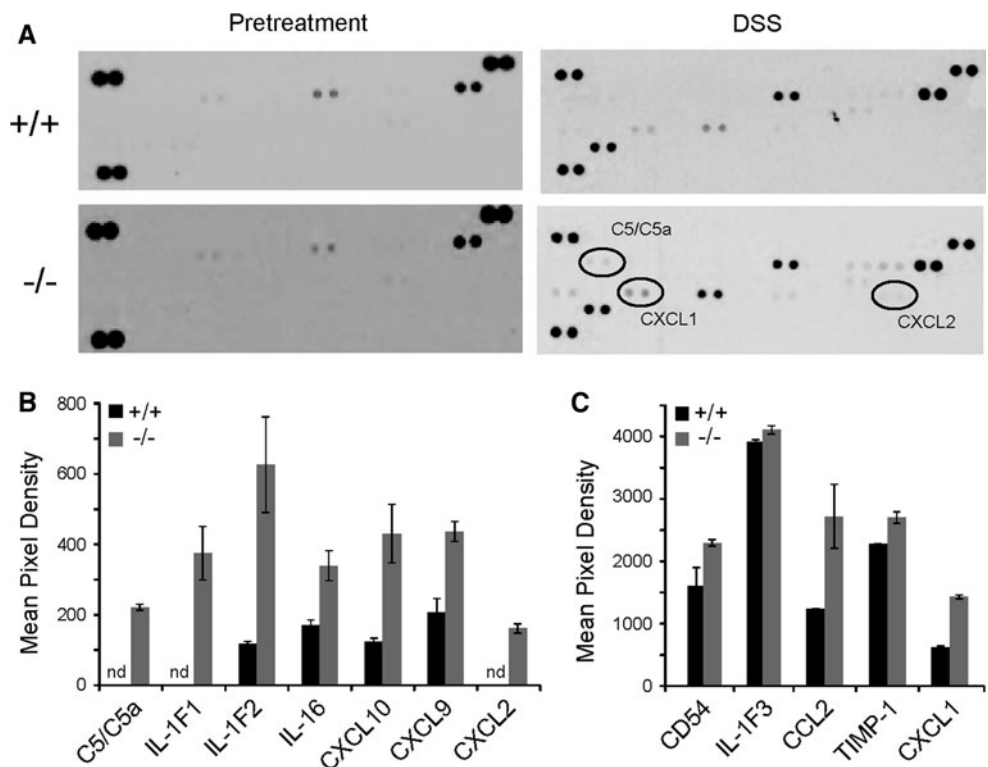 A
Pretreatment
DSS
+/+
-/-
C5/C5a
CXCL1
CXCL2
B
+/+
-/-
Mean Pixel Density
800
600
400
200
0
nd
nd
nd
C5/C5a
IL-1F1
IL-1F2
IL-16
CXCL10
CXCL9
CXCL2
C
+/+
-/-
Mean Pixel Density
4000
3000
2000
1000
0
CD54
IL-1F3
CCL2
TIMP-1
CXCL1